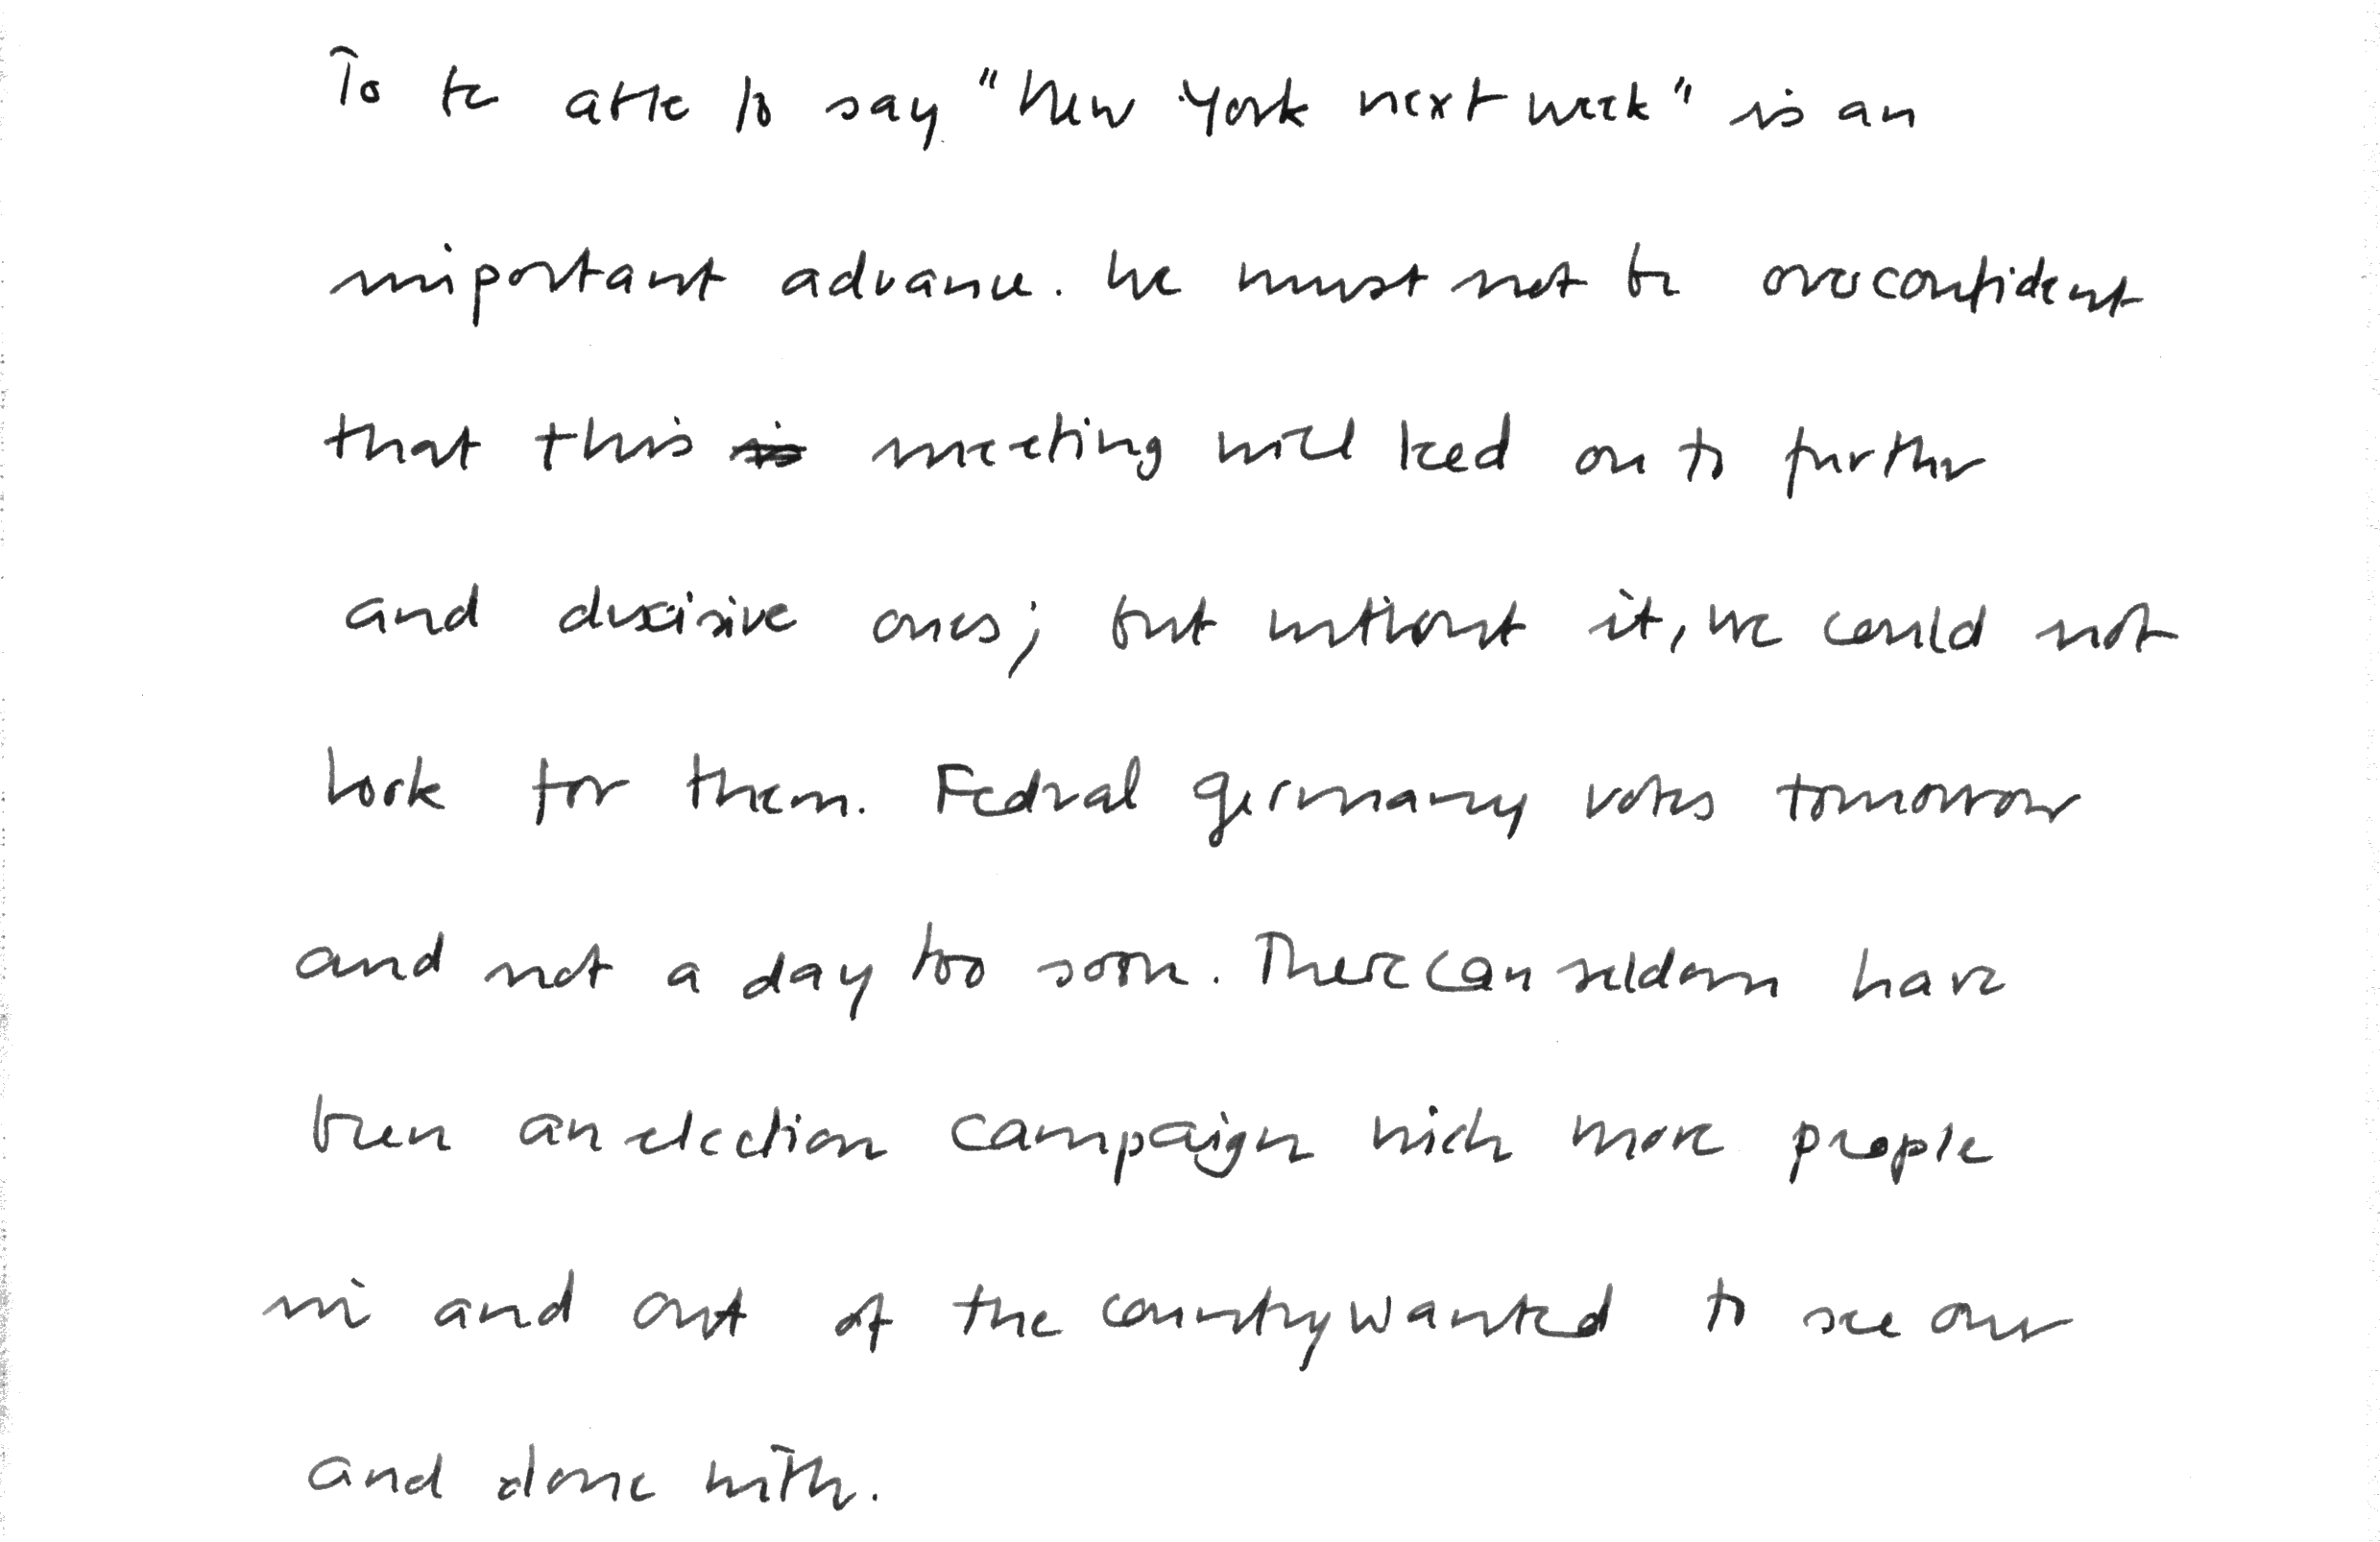 To be able to say "New York next week" is an
important advance. We must not be overconfident
that this is meeting will lead on to further
and decisive ones; but without it, we could not
look for them. Federal Germany votes tomorrow
and not a day too soon. There can seldom have
been an election campaign wich more people
in and out of the country wanted to see over
and done with.